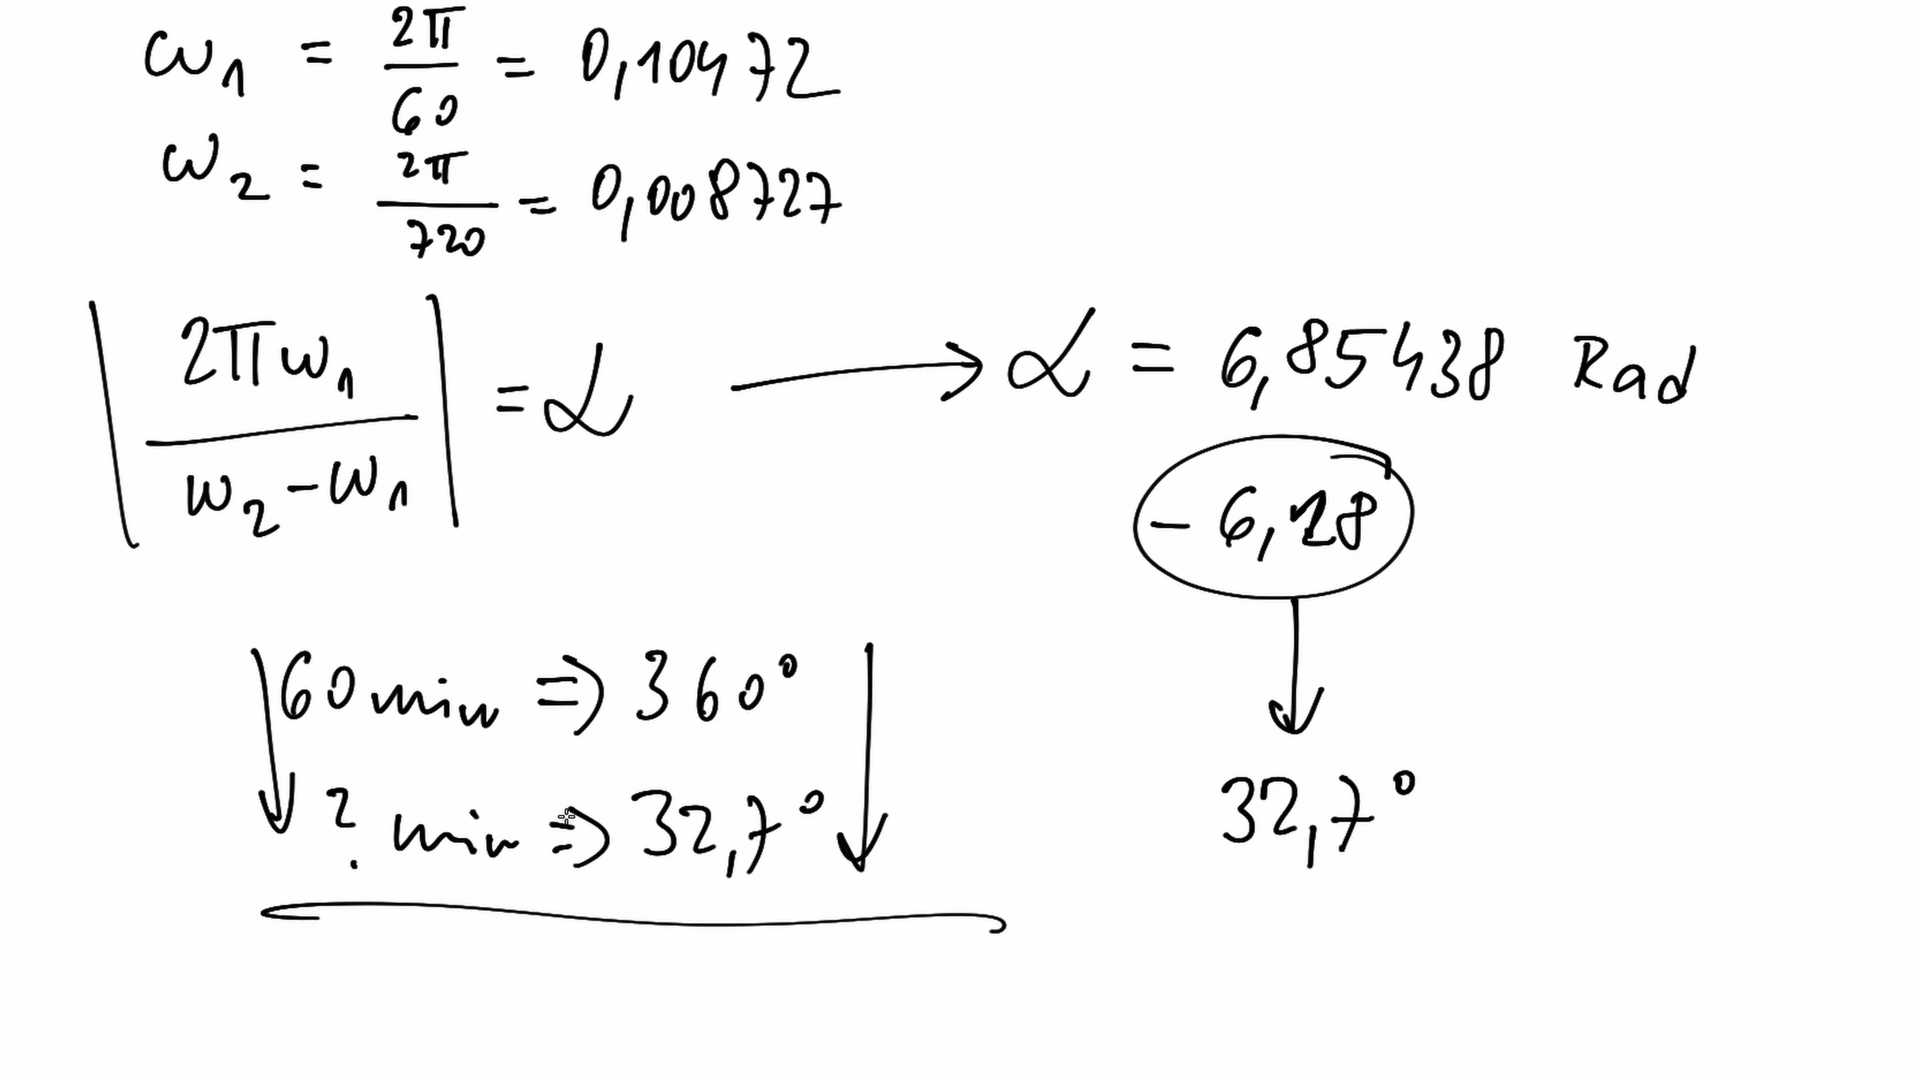 ω₁ = 2π/60 = 0,10472
ω₂ = 2π/720 = 0,008727
|2πω₁/(ω₂-ω₁)| = α → α = 6,85438 Rad
- 6,28
60 min ⇒ 360°
? min ⇒ 32,7°
32,7°